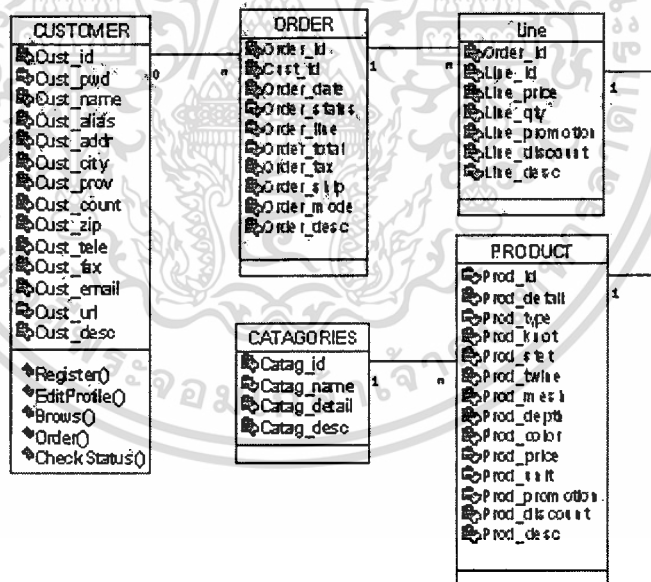 CUSTOMER
Cust_id
Cust_pwd
Cust_name
Cust_alias
Cust_addr
Cust_city
Cust_prov
Cust_count
Cust_zip
Cust_tele
Cust_fax
Cust_email
Cust_url
Cust_desc
Register()
EditProfile()
Brows()
Order()
CheckStatus()
0
n
ORDER
Order_id
Cust_id
Order_date
Order_status
Order_line
Order_total
Order_tax
Order_ship
Order_mode
Order_desc
1
n
Line
Order_id
Line_id
Line_price
Line_qty
Line_promotion
Line_discount
Line_desc
1
CATAGORIES
Catag_id
Catag_name
Catag_detail
Catag_desc
1
n
PRODUCT
Prod_id
Prod_detail
Prod_type
Prod_knot
Prod_stet
Prod_twine
Prod_mesh
Prod_depth
Prod_color
Prod_price
Prod_unit
Prod_promotion
Prod_discount
Prod_desc
1